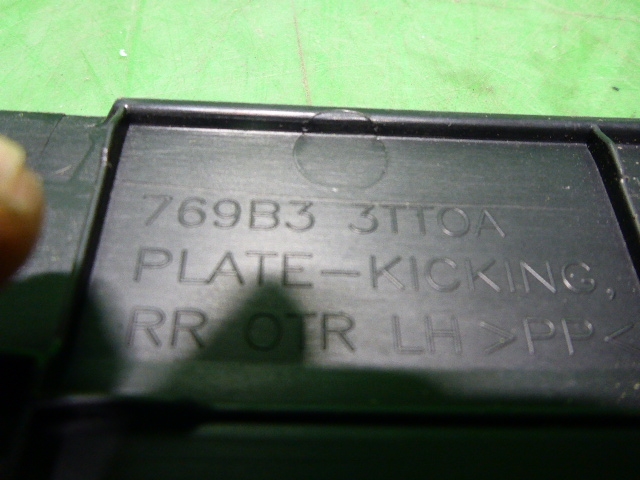 769B3 3TT0A
PLATE-KICKING,
RR OTR LH >PP<